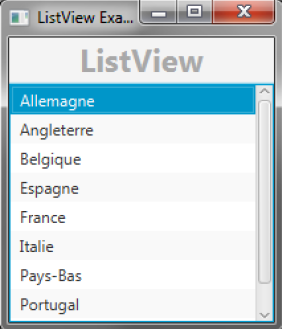 ListView Exa...
ListView
Allemagne
Angleterre
Belgique
Espagne
France
Italie
Pays-Bas
Portugal